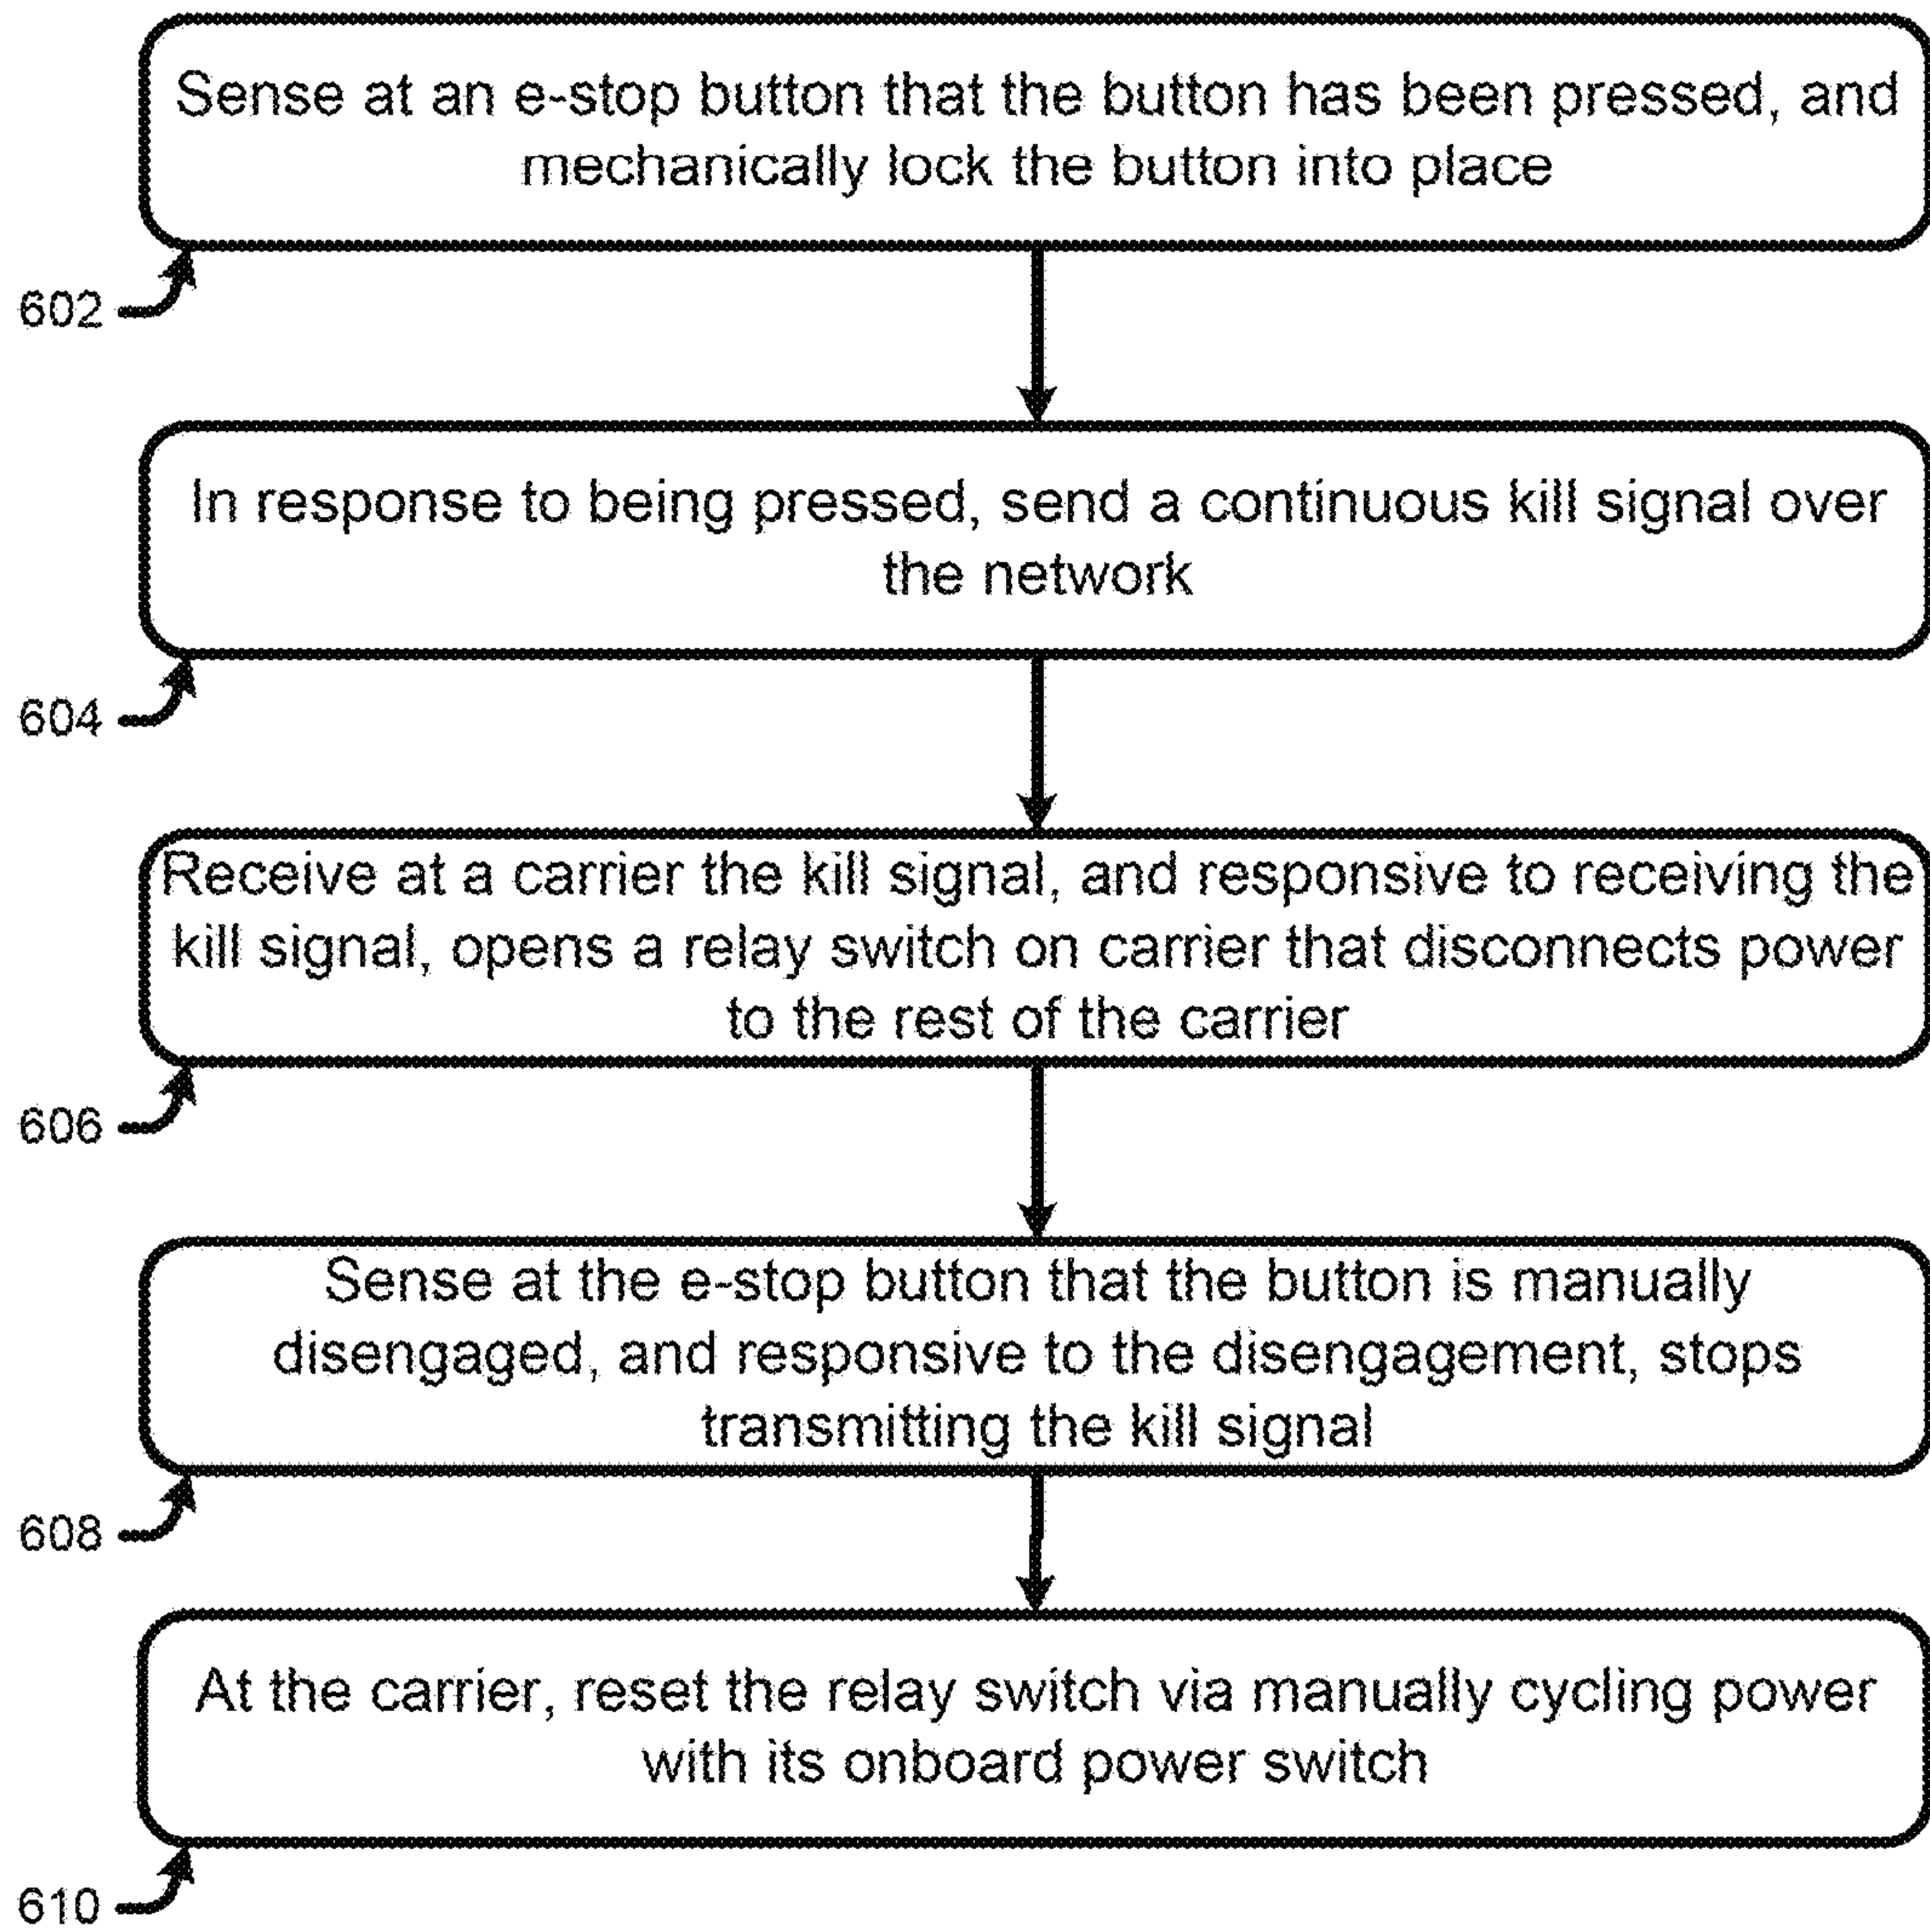 Sense at an e-stop button that the button has been pressed, and
mechanically lock the button into place
602
In response to being pressed, send a continuous kill signal over
the network
604
Receive at a carrier the kill signal, and responsive to receiving the
kill signal, opens a relay switch on carrier that disconnects power
to the rest of the carrier
606
Sense at the e-stop button that the button is manually
disengaged, and responsive to the disengagement, stops
transmitting the kill signal
608
At the carrier, reset the relay switch via manually cycling power
with its onboard power switch
610